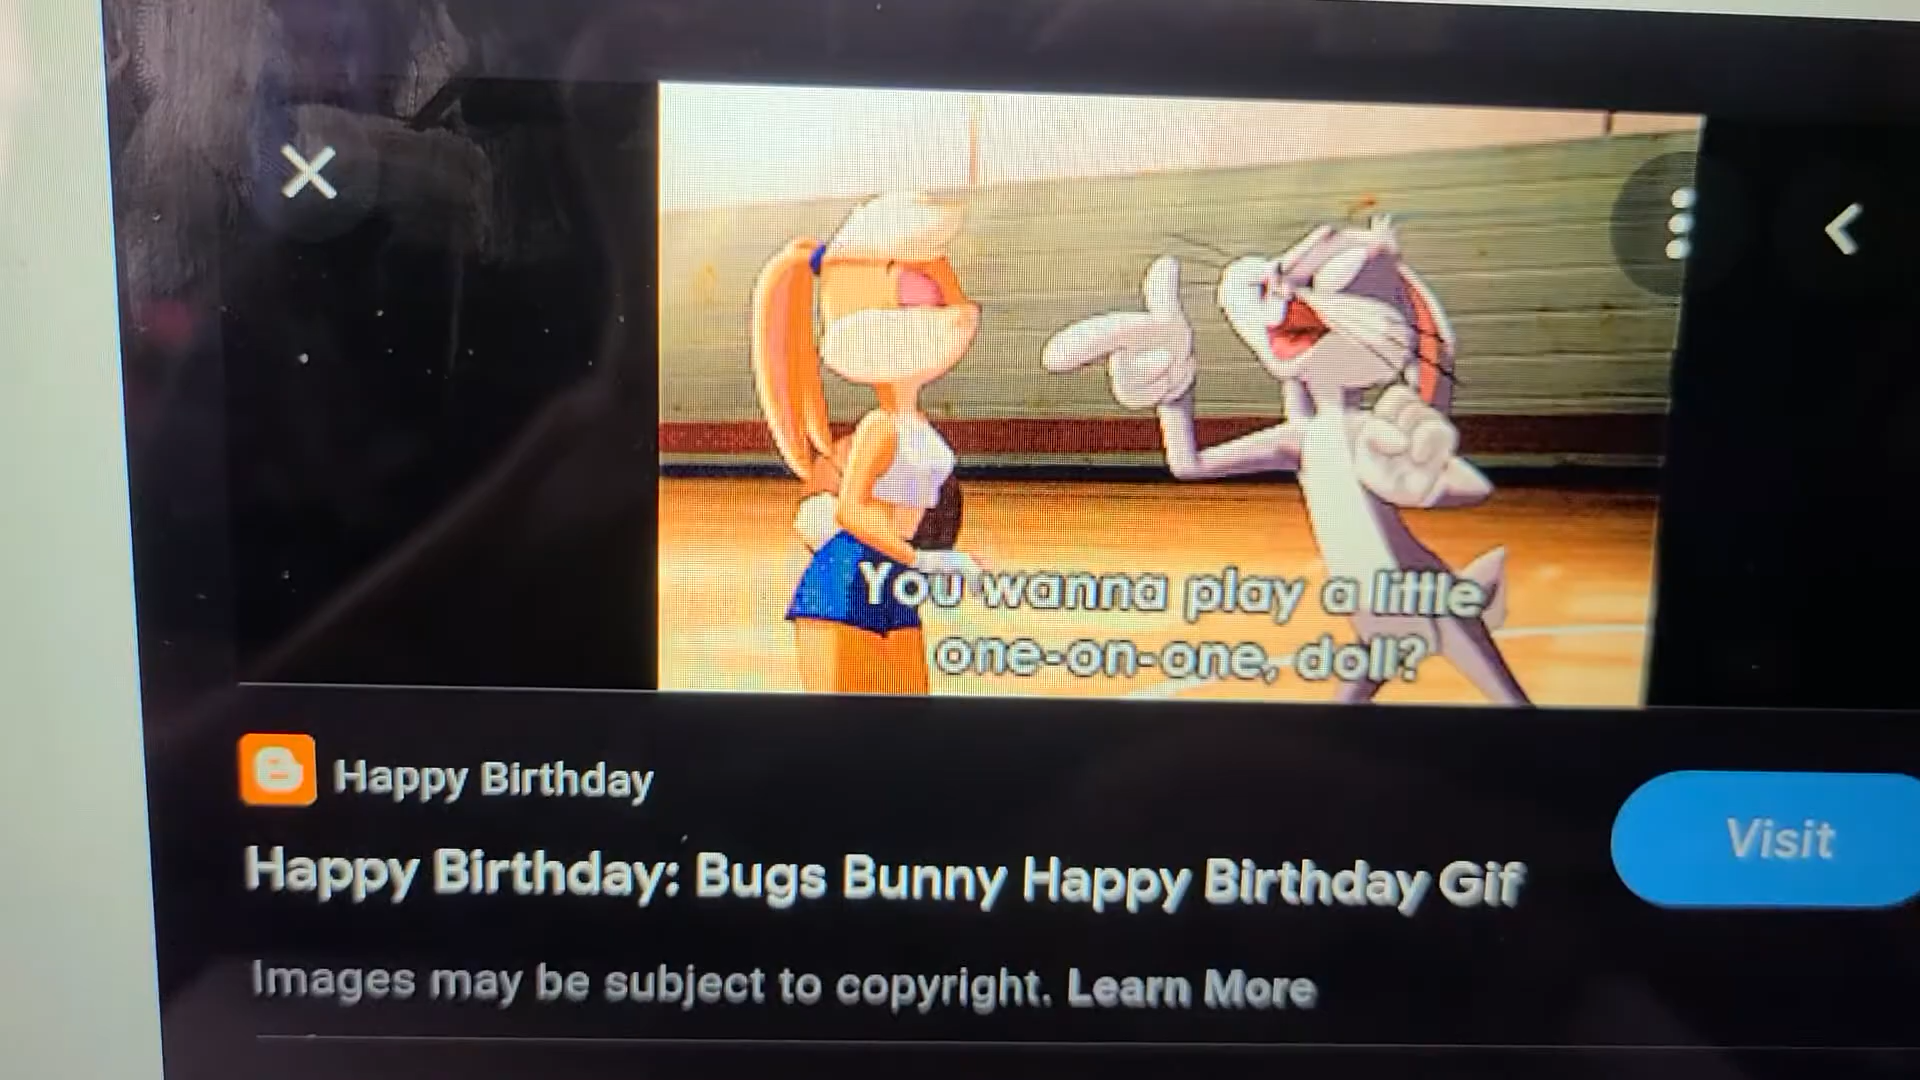 You wanna play a little
one-on-one, doll?
Happy Birthday
Happy Birthday: Bugs Bunny Happy Birthday Gif
Visit
Images may be subject to copyright. Learn More